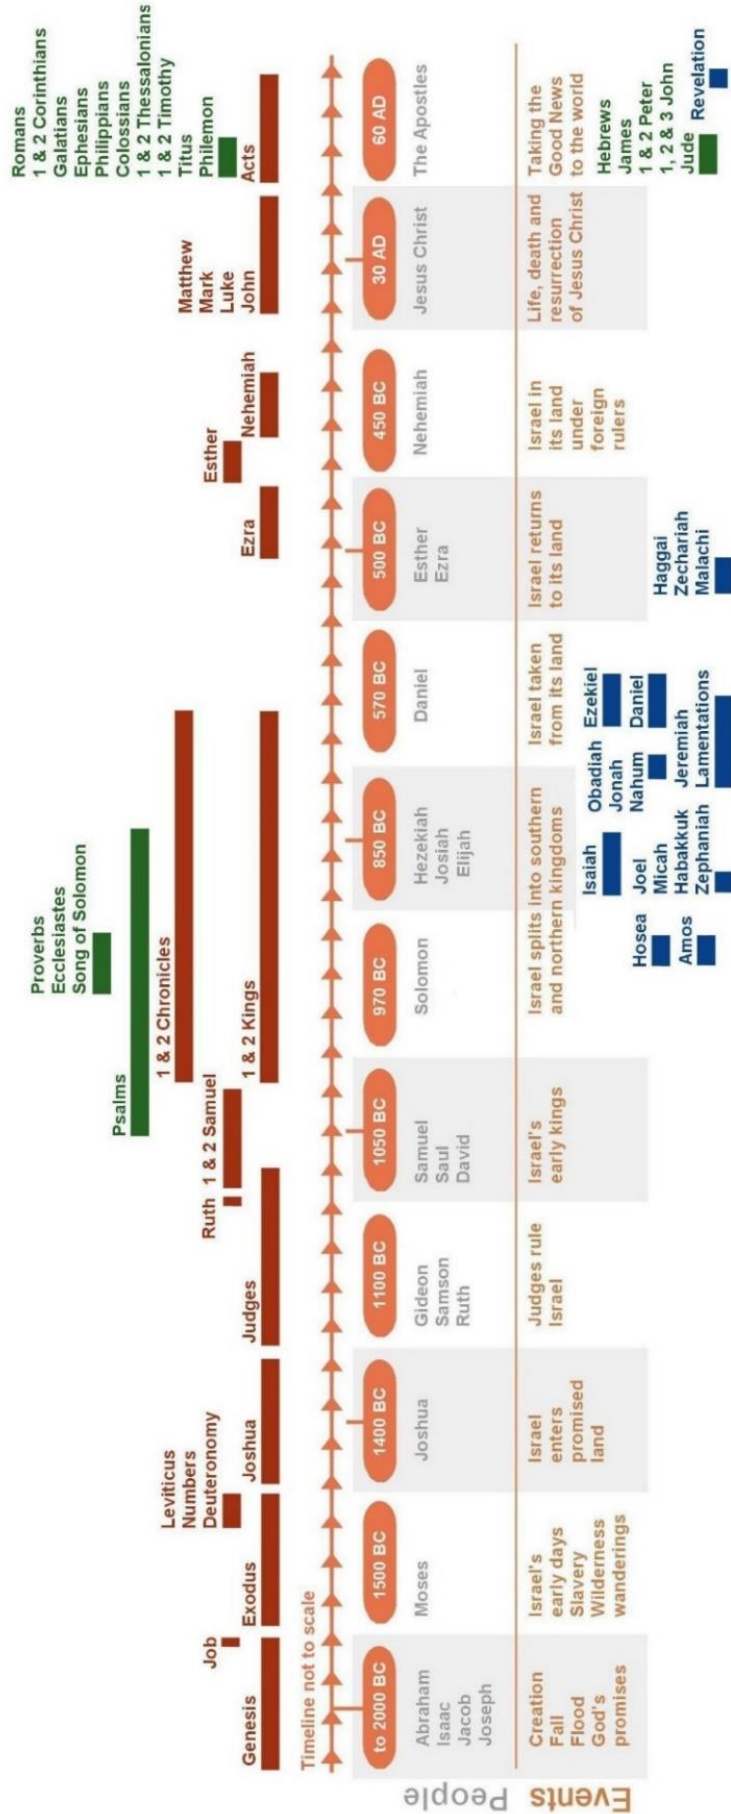 Proverbs
Ecclesiastes
Song of Solomon
Psalms
1 & 2 Chronicles
Leviticus
Numbers
Deuteronomy
Job
Ruth
1 & 2 Samuel
Esther
Genesis
Exodus
Joshua
Judges
1 & 2 Kings
Ezra
Nehemiah
Matthew
Mark
Luke
John
Romans
1 & 2 Corinthians
Galatians
Ephesians
Philippians
Colossians
1 & 2 Thessalonians
1 & 2 Timothy
Titus
Philemon
Acts
Timeline not to scale
to 2000 BC
1500 BC
1400 BC
1100 BC
1050 BC
970 BC
850 BC
570 BC
500 BC
450 BC
30 AD
60 AD
People
Abraham
Isaac
Jacob
Joseph
Moses
Joshua
Gideon
Samson
Ruth
Samuel
Saul
David
Solomon
Hezekiah
Josiah
Elijah
Daniel
Esther
Ezra
Nehemiah
Jesus Christ
The Apostles
Events
Creation
Fall
Flood
God's
promises
Israel's
early days
Slavery
Wilderness
wanderings
Israel
enters
promised
land
Judges rule
Israel
Israel's
early kings
Israel splits into southern
and northern kingdoms
Israel taken
from its land
Israel returns
to its land
Israel in
its land
under
foreign
rulers
Life, death and
resurrection
of Jesus Christ
Taking the
Good News
to the world
Hosea
Amos
Isaiah
Joel
Micah
Habakkuk
Zephaniah
Obadiah
Jonah
Nahum
Jeremiah
Lamentations
Ezekiel
Daniel
Haggai
Zechariah
Malachi
Hebrews
James
1 & 2 Peter
1, 2 & 3 John
Jude
Revelation